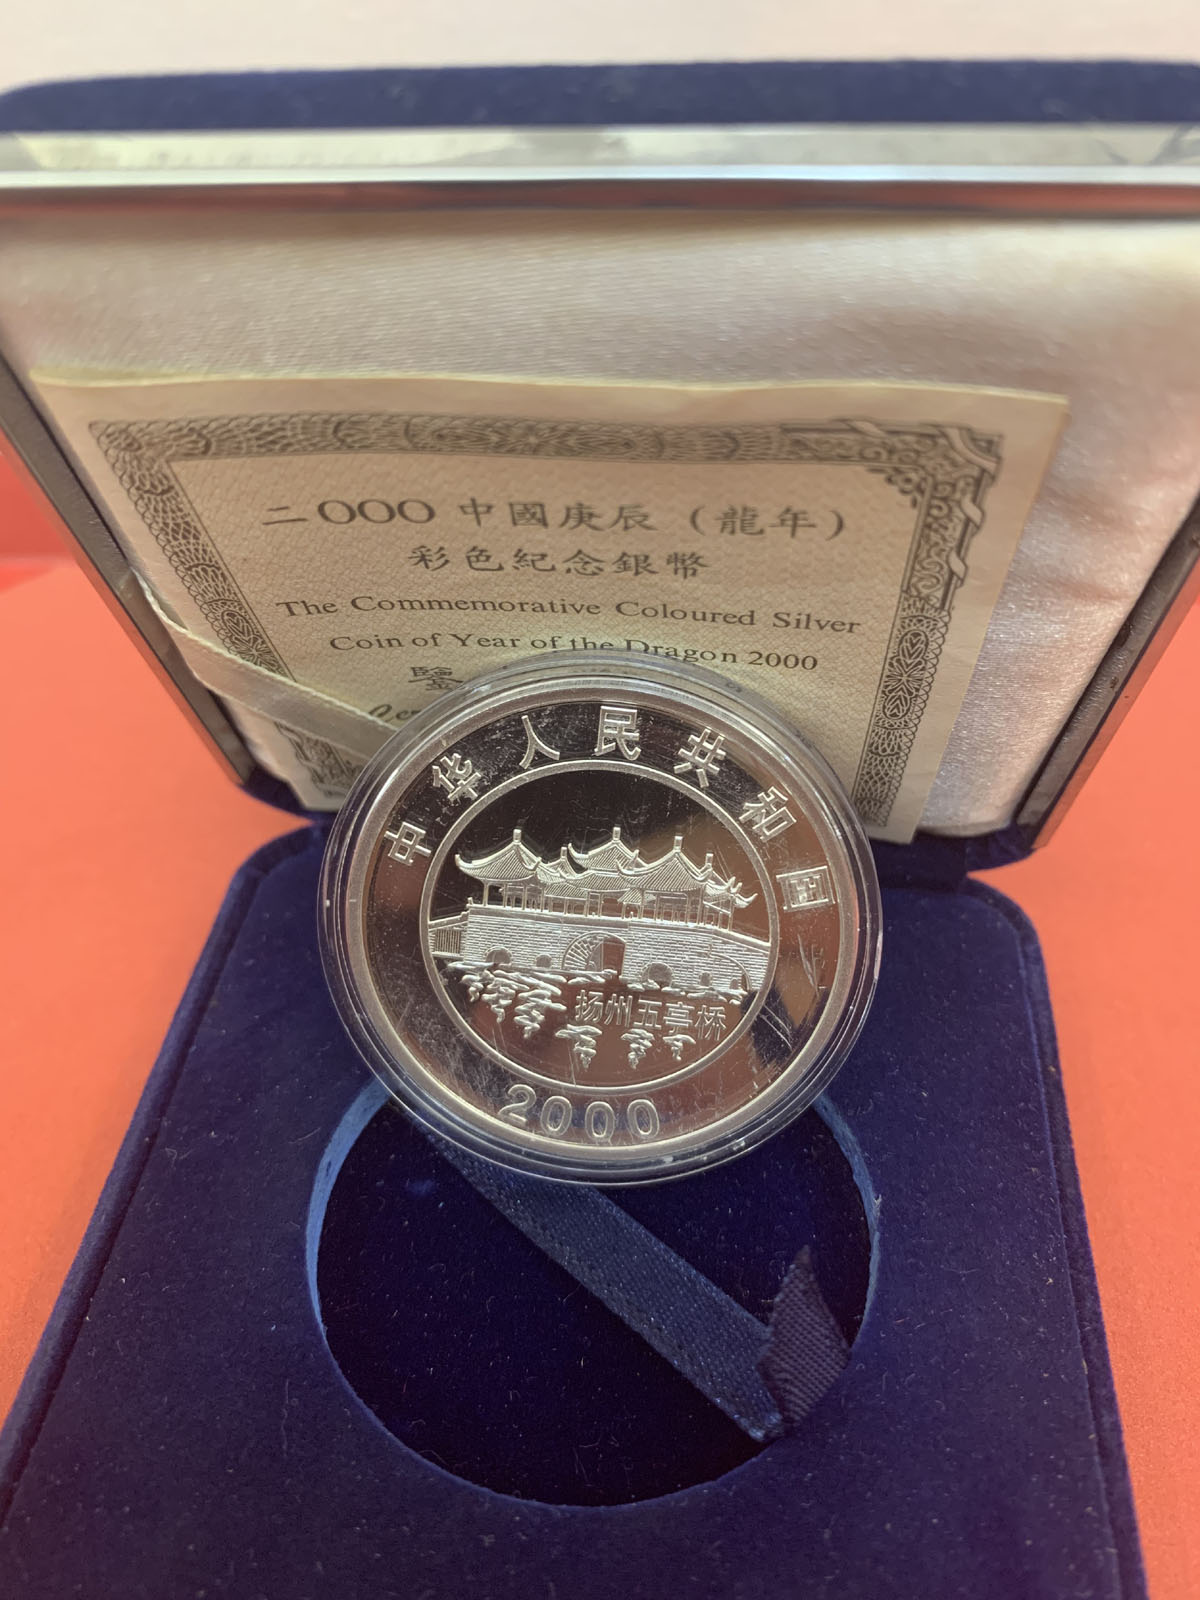 二OOO中國庚辰（龍年）
彩色紀念銀幣
The Commemorative Coloured Silver
Coin of Year of the Dragon 2000
鑒
中华人民共和国
扬州五亭桥
2000